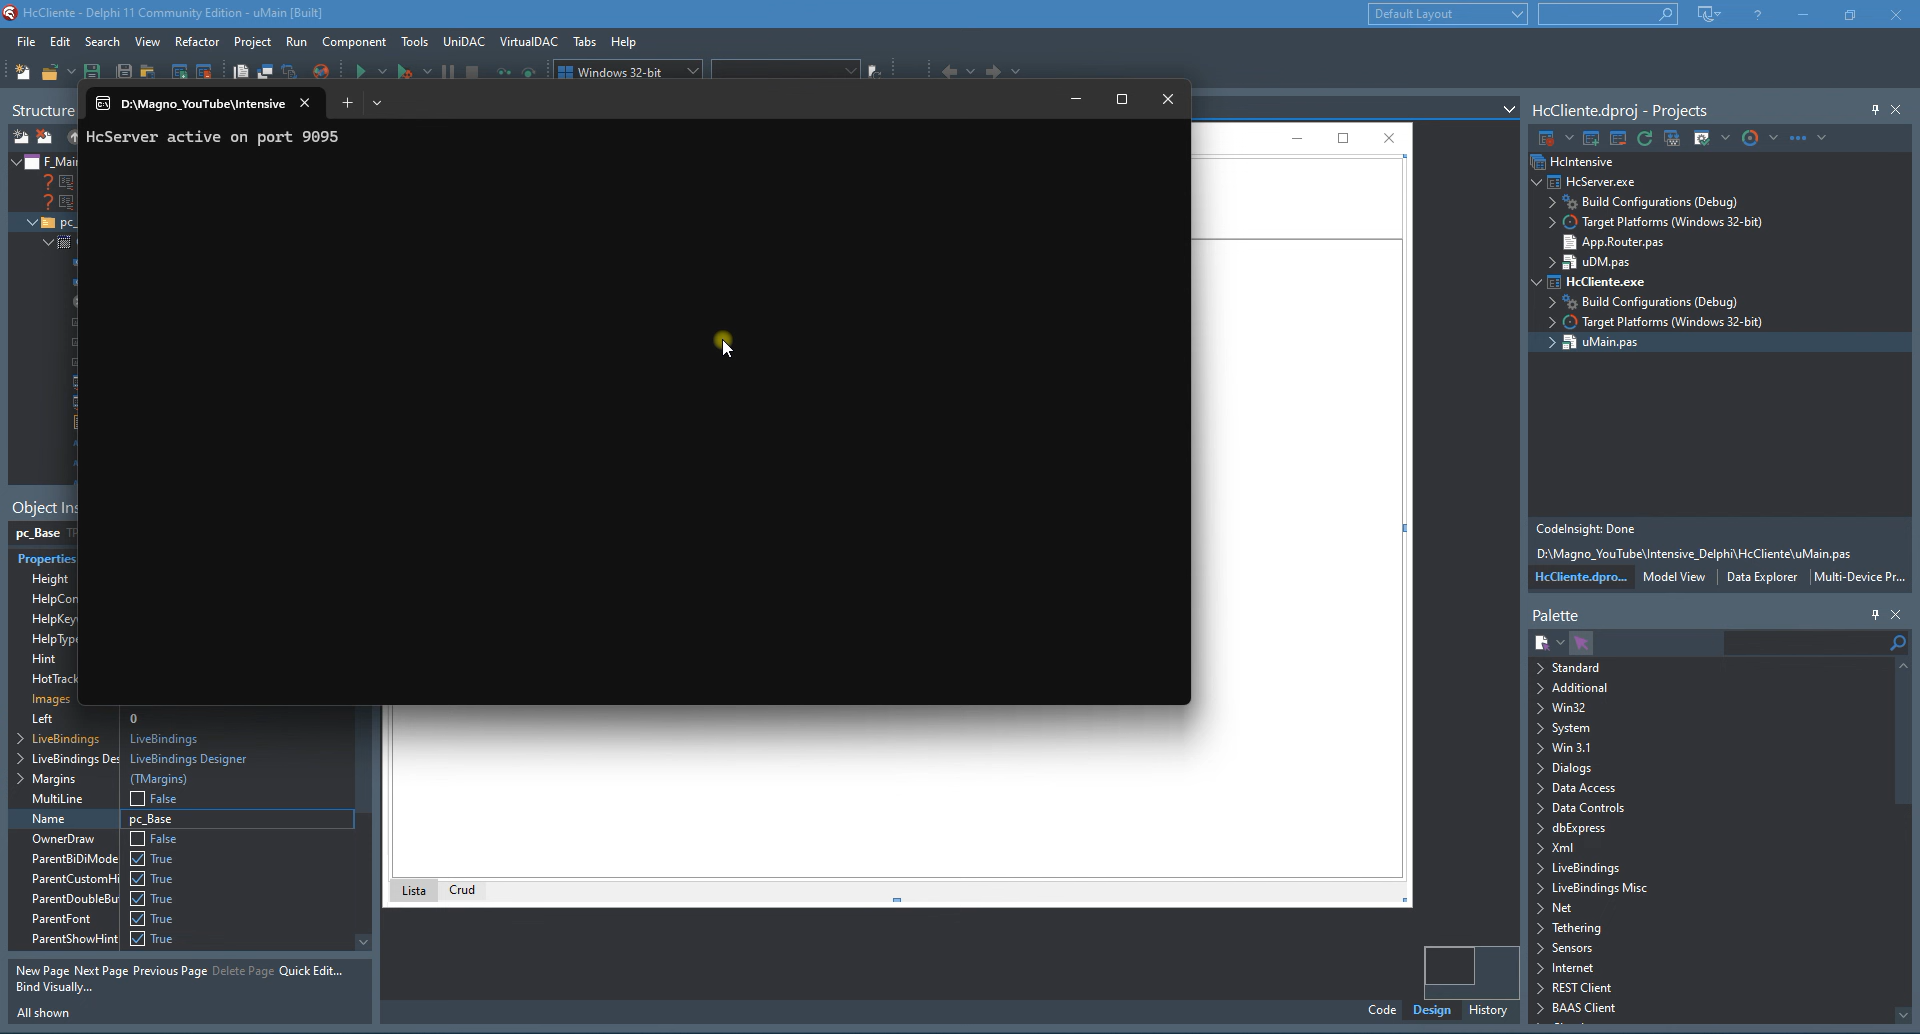 HcCliente - Delphi 11 Community Edition - uMain [Built]
Default Layout
?
File Edit Search View Refactor Project Run Component Tools UniDAC VirtualDAC Tabs Help
Windows 32-bit
Structure
D:\Magno_YouTube\Intensive
HcServer active on port 9095
pc_
Object Ins
pc_Base
Properties
Height
HelpCon
HelpKey
HelpType
Hint
HotTrack
Images
Left 0
LiveBindings LiveBindings
LiveBindings Des LiveBindings Designer
Margins (TMargins)
MultiLine False
Name pc_Base
OwnerDraw False
ParentBiDiMode True
ParentCustomHi True
ParentDoubleBu True
ParentFont True
ParentShowHint True
New Page Next Page Previous Page Delete Page Quick Edit...
Bind Visually...
All shown
Lista Crud
Code Design History
HcCliente.dproj - Projects
HcIntensive
HcServer.exe
Build Configurations (Debug)
Target Platforms (Windows 32-bit)
App.Router.pas
uDM.pas
HcCliente.exe
Build Configurations (Debug)
Target Platforms (Windows 32-bit)
uMain.pas
CodeInsight: Done
D:\Magno_YouTube\Intensive_Delphi\HcCliente\uMain.pas
HcCliente.dpro... Model View Data Explorer Multi-Device Pr...
Palette
Standard
Additional
Win32
System
Win 3.1
Dialogs
Data Access
Data Controls
dbExpress
Xml
LiveBindings
LiveBindings Misc
Net
Tethering
Sensors
Internet
REST Client
BAAS Client